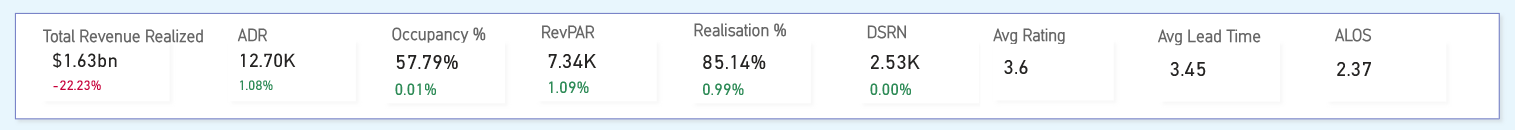 Total Revenue Realized
$1.63bn
-22.23%
ADR
12.70K
1.08%
Occupancy %
57.79%
0.01%
RevPAR
7.34K
1.09%
Realisation %
85.14%
0.99%
DSRN
2.53K
0.00%
Avg Rating
3.6
Avg Lead Time
3.45
ALOS
2.37